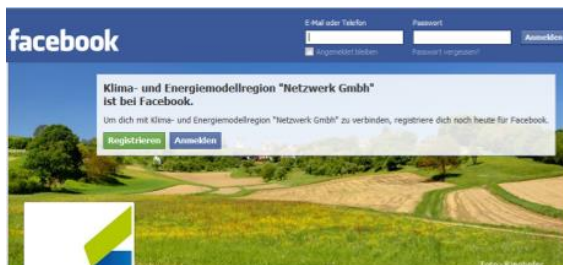 facebook
E-Mail oder Telefon
Passwort
Anmelden
Angemeldet bleiben
Passwort vergessen?
Klima- und Energiemodellregion "Netzwerk Gmbh"
ist bei Facebook.
Um dich mit Klima- und Energiemodellregion "Netzwerk Gmbh" zu verbinden, registriere dich noch heute für Facebook.
Registrieren
Anmelden